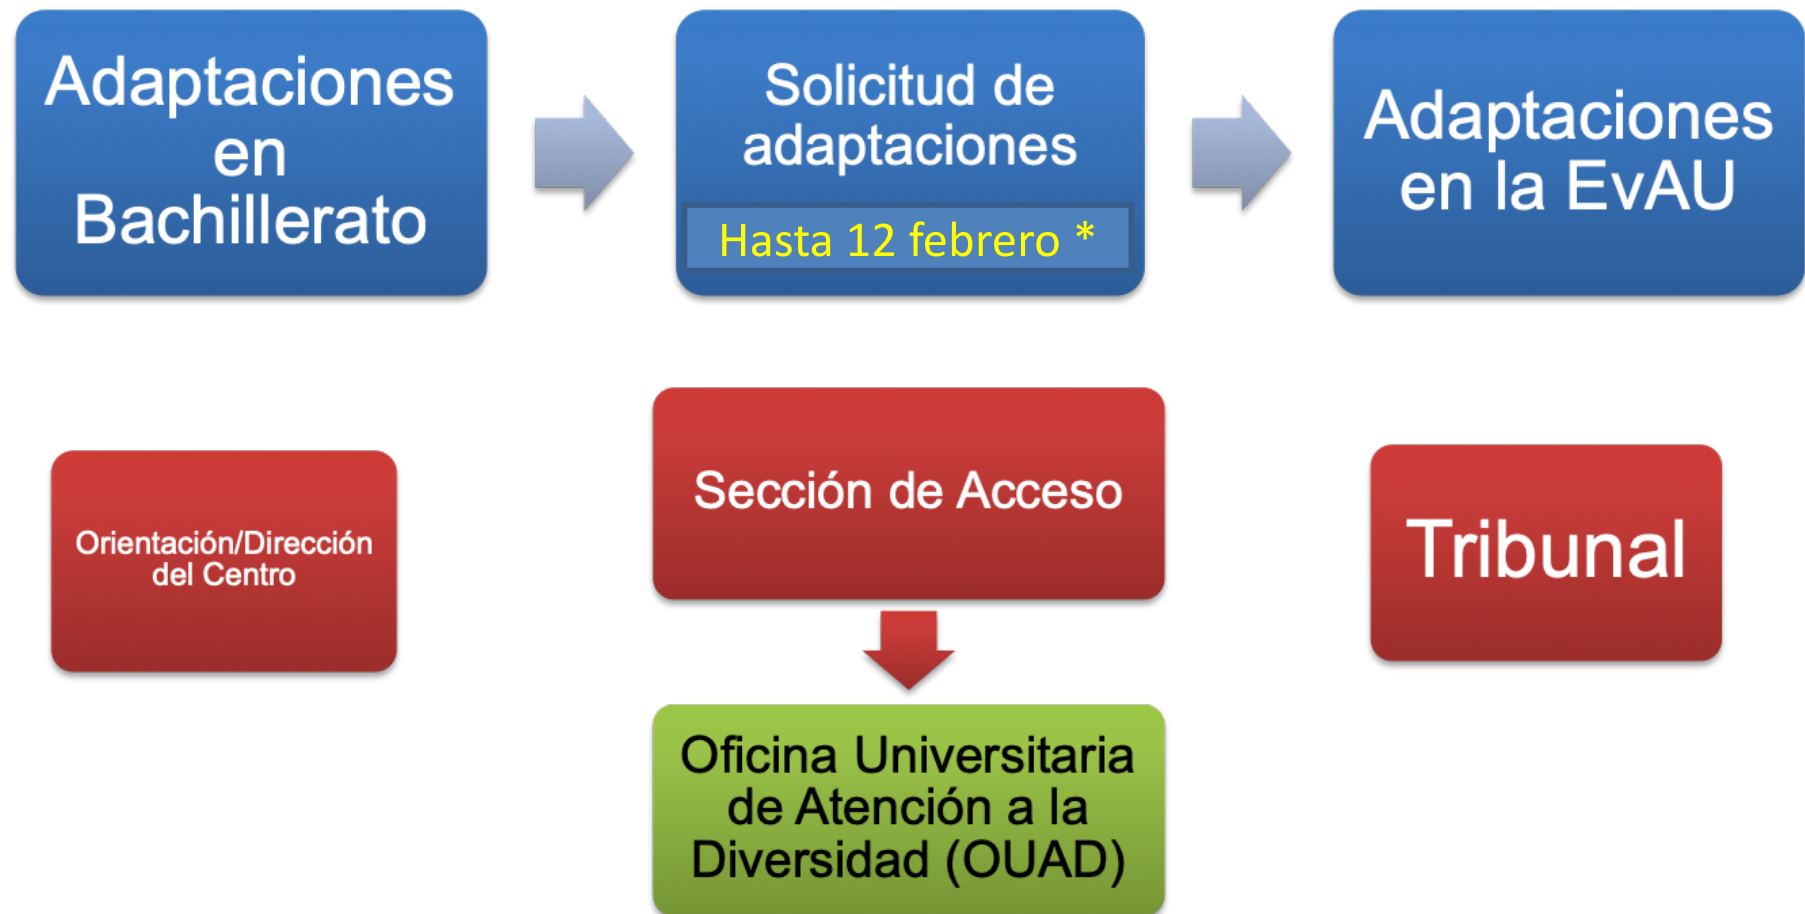 Adaptaciones
en
Bachillerato
Solicitud de
adaptaciones
Hasta 12 febrero *
Adaptaciones
en la EvAU
Orientación/Dirección
del Centro
Sección de Acceso
Tribunal
Oficina Universitaria
de Atención a la
Diversidad (OUAD)